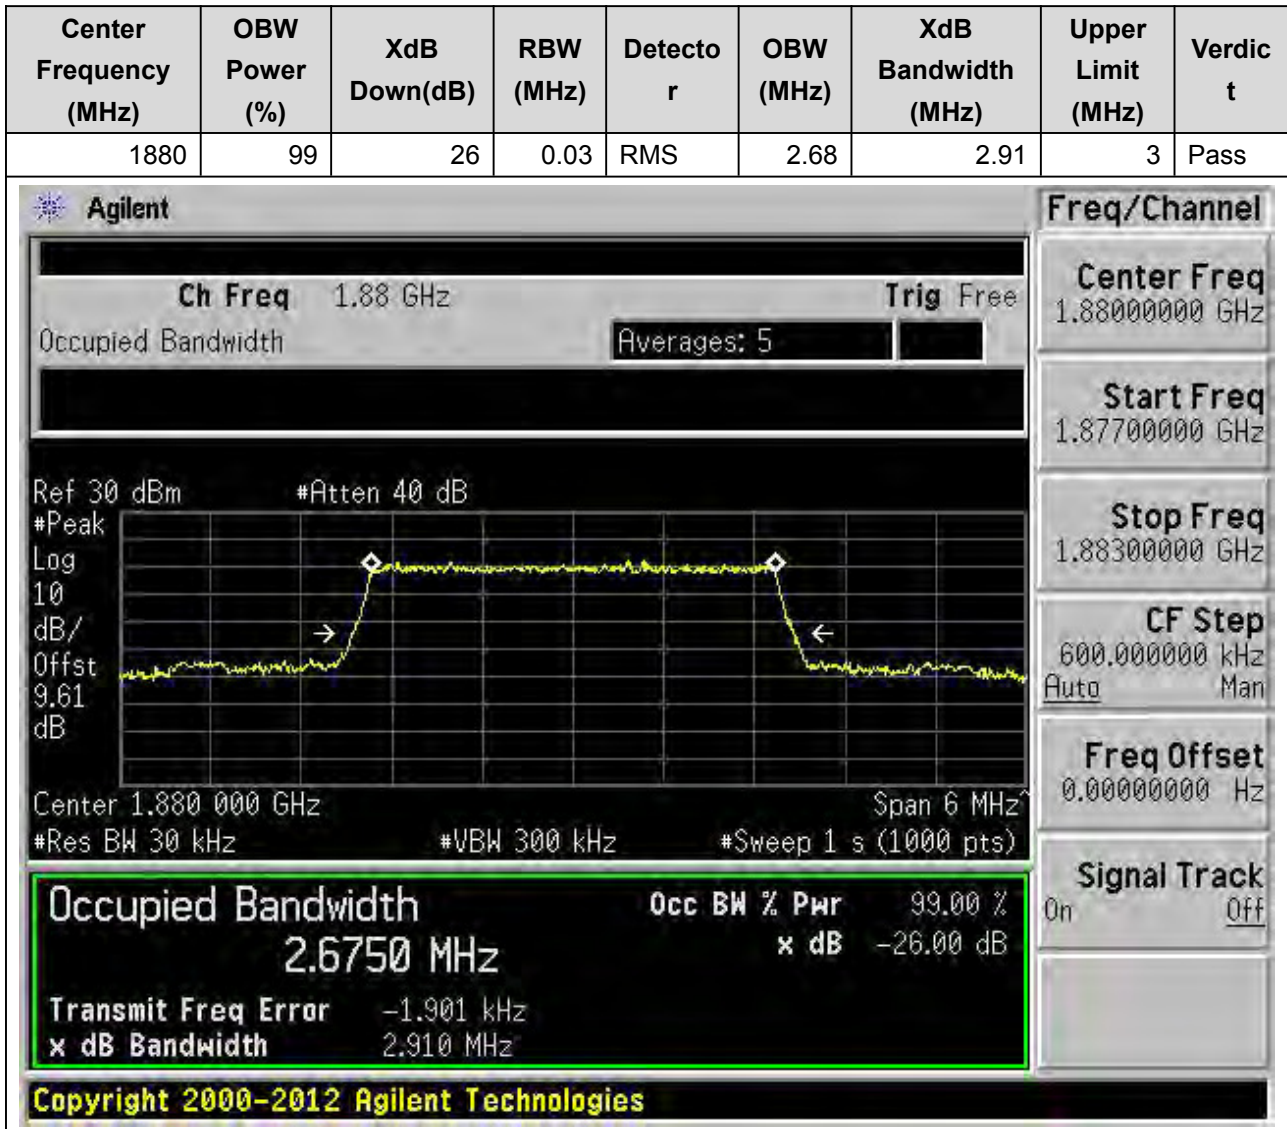 Center Frequency (MHz) OBW Power (%) XdB Down(dB) RBW (MHz) Detecto r OBW (MHz) XdB Bandwidth (MHz) Upper Limit (MHz) Verdic t
1880 99 26 0.03 RMS 2.68 2.91 3 Pass
Agilent
Freq/Channel
Ch Freq 1.88 GHz Trig Free
Occupied Bandwidth Averages: 5
Center Freq
1.88000000 GHz
Start Freq
1.87700000 GHz
Stop Freq
1.88300000 GHz
CF Step
600.000000 kHz
Auto Man
Freq Offset
0.00000000 Hz
Signal Track
On Off
Ref 30 dBm #Atten 40 dB
#Peak
Log
10
dB/
Offst
9.61
dB
Center 1.880 000 GHz Span 6 MHz^
#Res BW 30 kHz #VBW 300 kHz #Sweep 1 s (1000 pts)
Occupied Bandwidth Occ BW % Pwr 99.00 %
2.6750 MHz x dB -26.00 dB
Transmit Freq Error -1.901 kHz
x dB Bandwidth 2.910 MHz
Copyright 2000-2012 Agilent Technologies